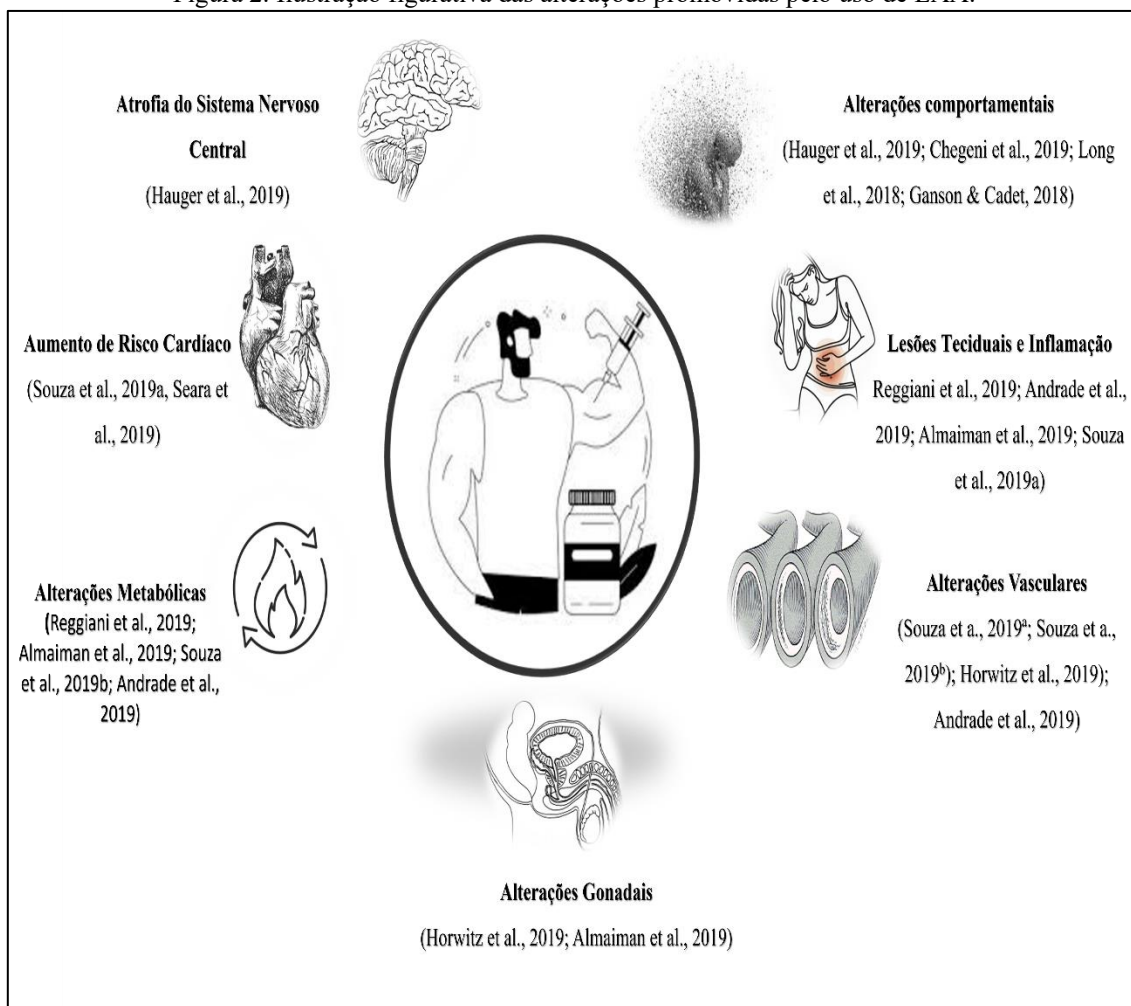 Figura 2. Ilustração figurativa das alterações promovidas pelo uso de EAA.
Atrofia do Sistema Nervoso
Central
(Hauger et al., 2019)
Alterações comportamentais
(Hauger et al., 2019; Chegeni et al., 2019; Long
et al., 2018; Ganson & Cadet, 2018)
Aumento de Risco Cardíaco
(Souza et al., 2019a, Seara et
al., 2019)
Lesões Teciduais e Inflamação
Reggiani et al., 2019; Andrade et al.,
2019; Almaiman et al., 2019; Souza
et al., 2019a)
Alterações Metabólicas
(Reggiani et al., 2019;
Almaiman et al., 2019; Souza
et al., 2019b; Andrade et al.,
2019)
Alterações Vasculares
(Souza et a., 2019ª; Souza et a.,
2019ᵇ); Horwitz et al., 2019);
Andrade et al., 2019)
Alterações Gonadais
(Horwitz et al., 2019; Almaiman et al., 2019)